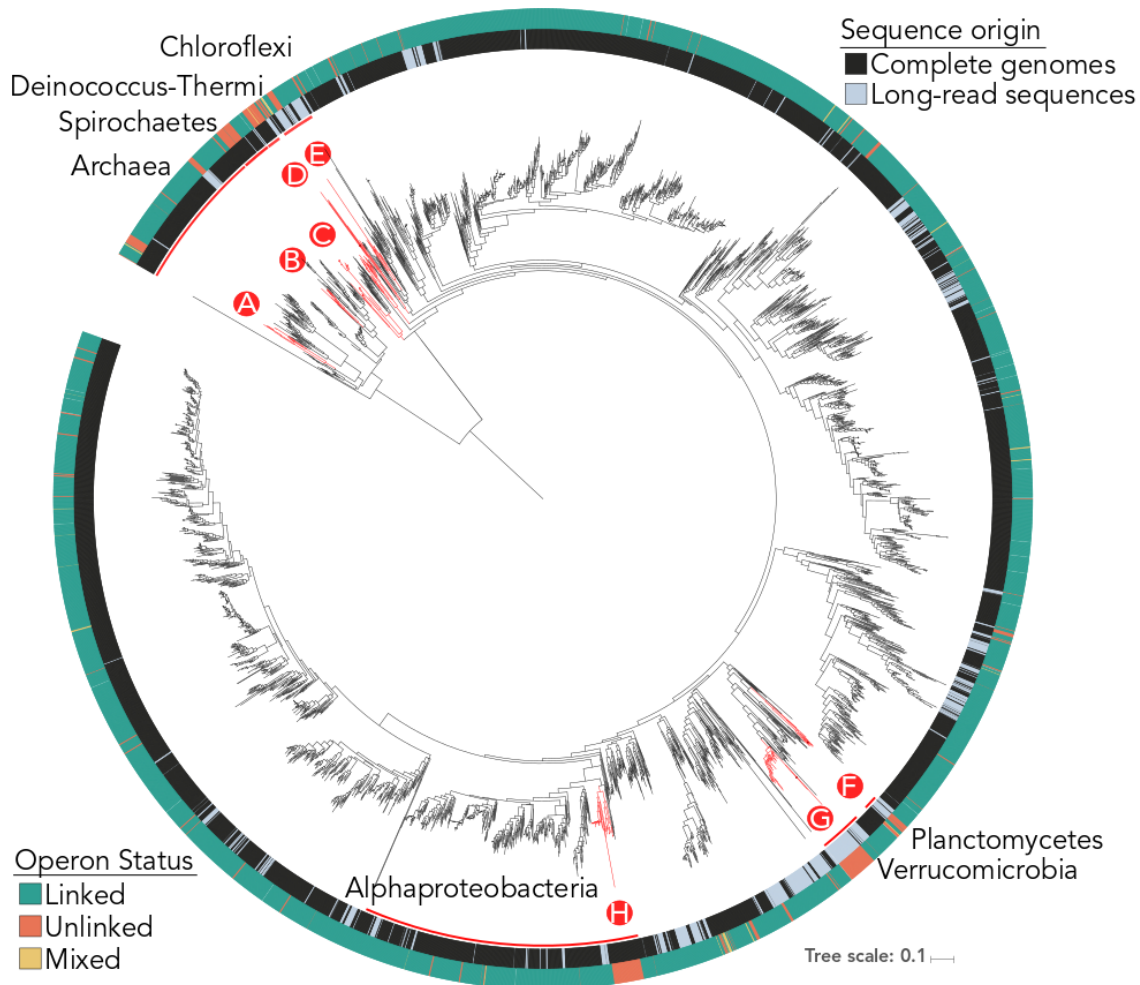 Sequence origin
Complete genomes
Long-read sequences
Chloroflexi
Deinococcus-Thermi
Spirochaetes
Archaea
E
D
C
B
A
F
G
Planctomycetes
Verrucomicrobia
Alphaproteobacteria
H
Operon Status
Linked
Unlinked
Mixed
Tree scale: 0.1